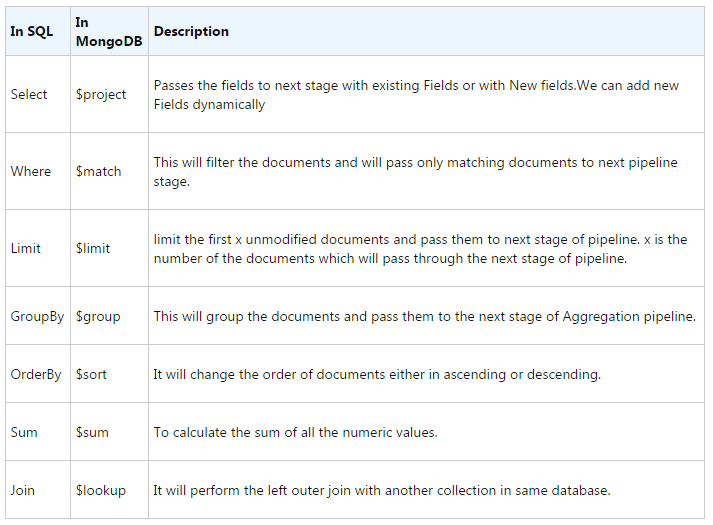 In SQL
In
MongoDB
Description
Select
$project
Passes the fields to next stage with existing Fields or with New fields.We can add new
Fields dynamically
Where
$match
This will filter the documents and will pass only matching documents to next pipeline
stage.
Limit
$limit
limit the first x unmodified documents and pass them to next stage of pipeline. x is the
number of the documents which will pass through the next stage of pipeline.
GroupBy
$group
This will group the documents and pass them to the next stage of Aggregation pipeline.
OrderBy
$sort
It will change the order of documents either in ascending or descending.
Sum
$sum
To calculate the sum of all the numeric values.
Join
$lookup
It will perform the left outer join with another collection in same database.